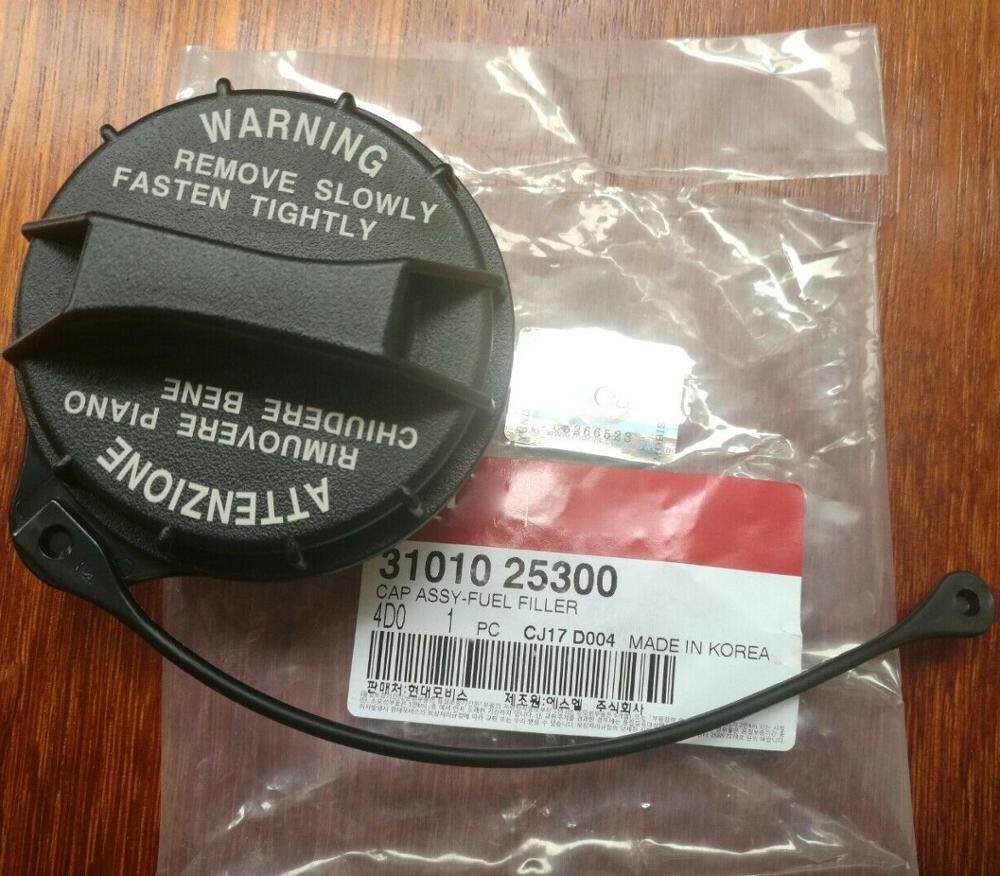 WARNING
REMOVE SLOWLY
FASTEN TIGHTLY
ATTENZIONE
RIMUOVERE PIANO
CHIUDERE BENE
05266523
31010 25300
CAP ASSY-FUEL FILLER
4D0 1 PC CJ17 D004 MADE IN KOREA
판매처:현대모비스 제조원:에스엘 주식회사